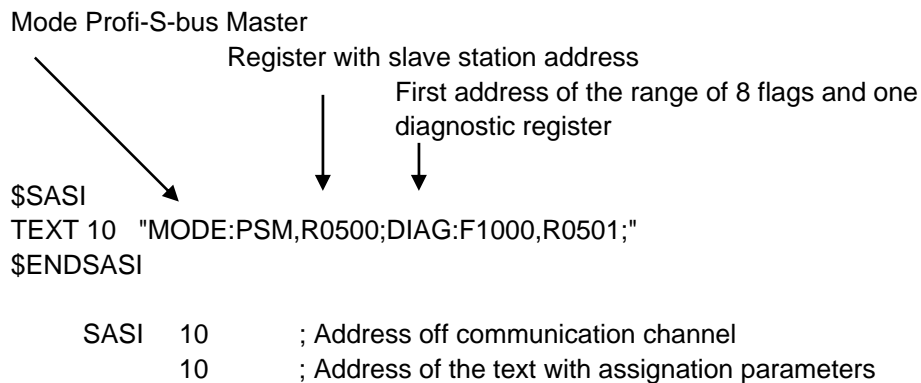 Mode Profi-S-bus Master
Register with slave station address
First address of the range of 8 flags and one
diagnostic register
$SASI
TEXT 10 "MODE:PSM,R0500;DIAG:F1000,R0501;"
$ENDSASI
SASI 10 ; Address off communication channel
10 ; Address of the text with assignation parameters